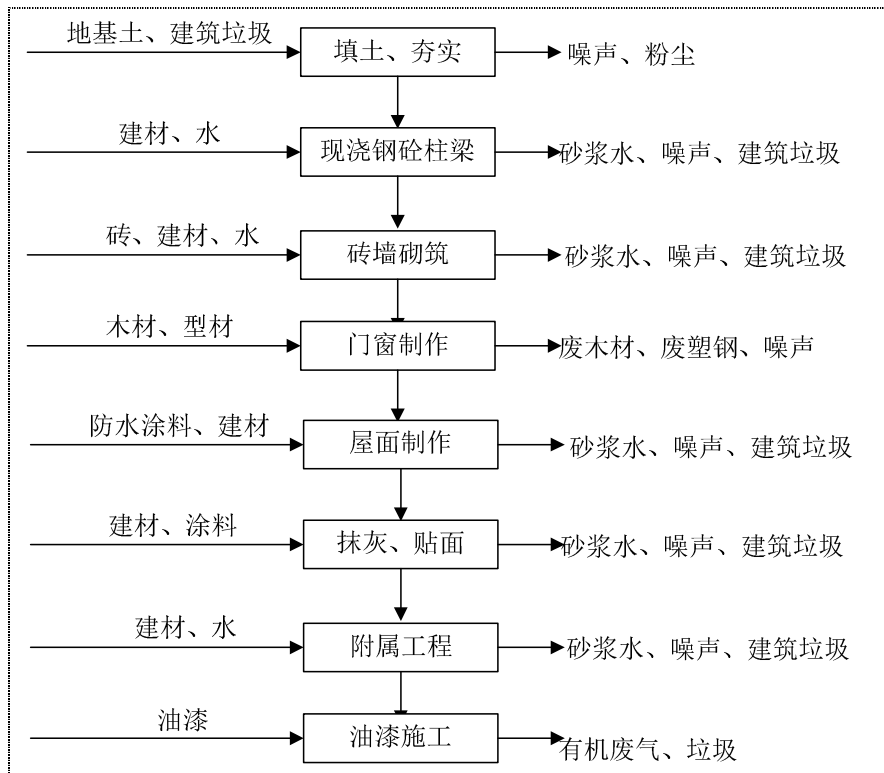 地基土、建筑垃圾
填土、夯实
噪声、粉尘
建材、水
现浇钢砼柱梁
砂浆水、噪声、建筑垃圾
砖、建材、水
砖墙砌筑
砂浆水、噪声、建筑垃圾
木材、型材
门窗制作
废木材、废塑钢、噪声
防水涂料、建材
屋面制作
砂浆水、噪声、建筑垃圾
建材、涂料
抹灰、贴面
砂浆水、噪声、建筑垃圾
建材、水
附属工程
砂浆水、噪声、建筑垃圾
油漆
油漆施工
有机废气、垃圾